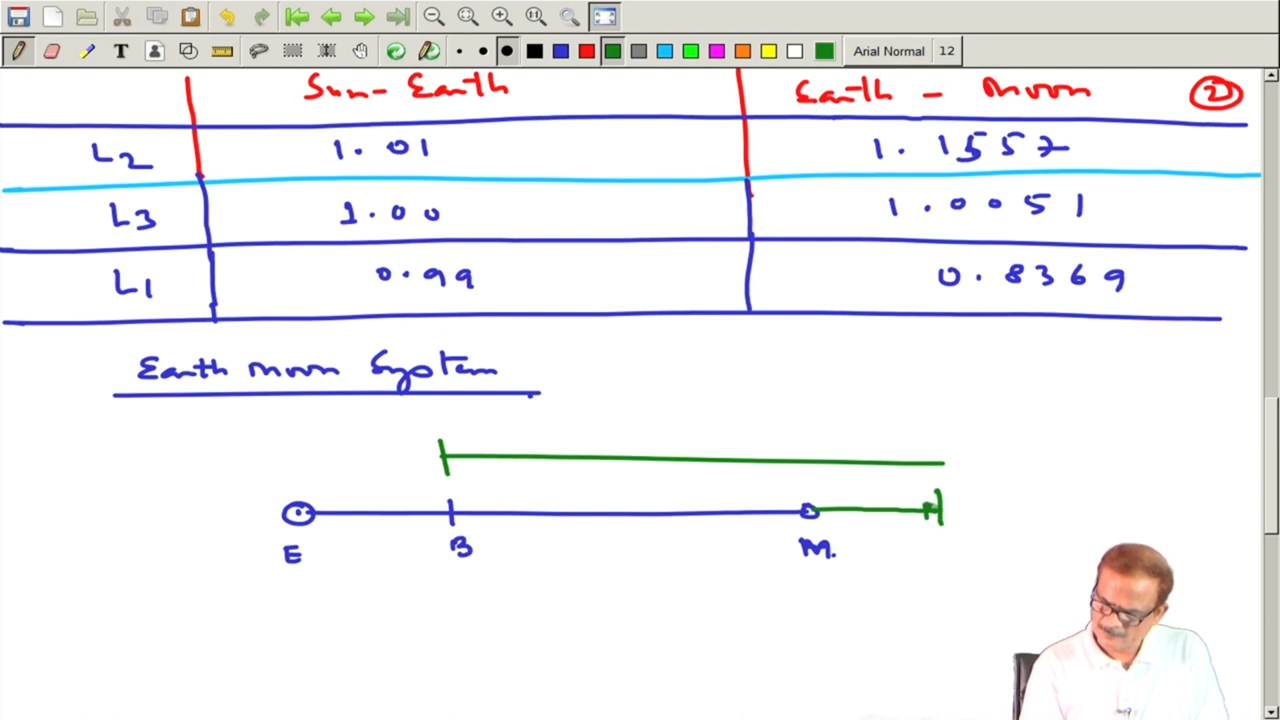 T
Arial Normal 12
Sun-Earth Earth - Moon 2
L2 1.01 1.1557
L3 1.00 1.0051
L1 0.99 0.8369
Earth Moon System
E B M.